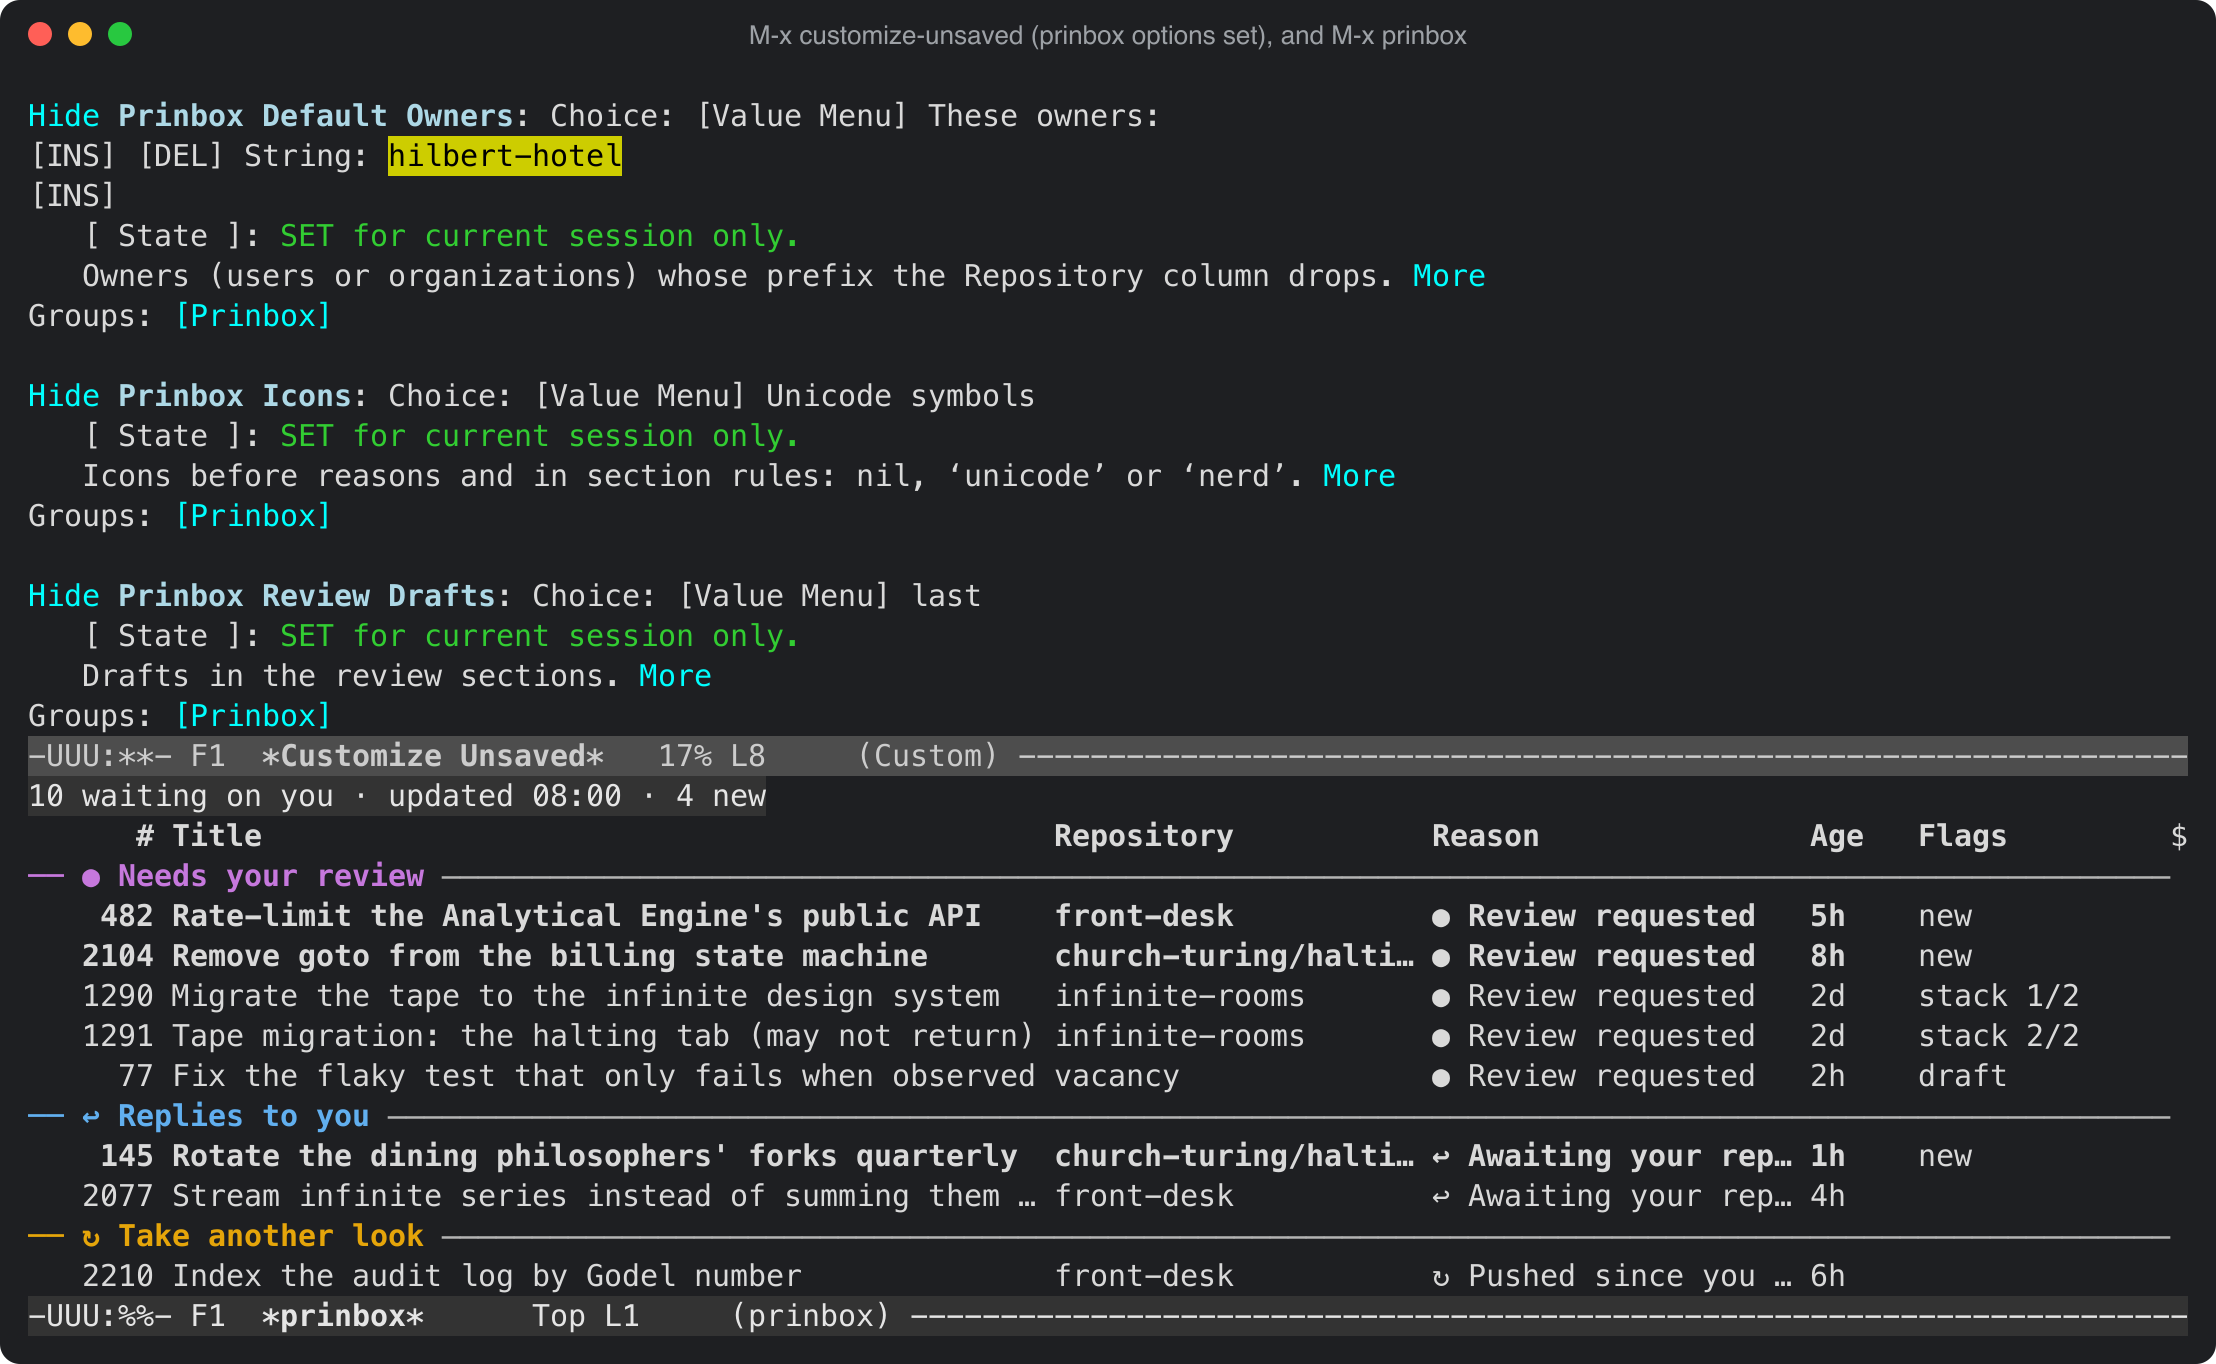 M-x customize-unsaved (prinbox options set), and M-x prinbox
Hide Prinbox Default Owners: Choice: [Value Menu] These owners:
[INS] [DEL] String: hilbert-hotel
[INS]
   [ State ]: SET for current session only.
   Owners (users or organizations) whose prefix the Repository column drops. More
Groups: [Prinbox]
Hide Prinbox Icons: Choice: [Value Menu] Unicode symbols
   [ State ]: SET for current session only.
   Icons before reasons and in section rules: nil, ‘unicode’ or ‘nerd’. More
Groups: [Prinbox]
Hide Prinbox Review Drafts: Choice: [Value Menu] last
   [ State ]: SET for current session only.
   Drafts in the review sections. More
Groups: [Prinbox]
-UUU:**- F1  *Customize Unsaved*   17% L8     (Custom) -----------------------------------------------------------------
10 waiting on you · updated 08:00 · 4 new
      # Title                                            Repository           Reason               Age   Flags         $
── ● Needs your review ────────────────────────────────────────────────────────────────────────────────────────────────
    482 Rate-limit the Analytical Engine's public API    front-desk           ● Review requested   5h    new
   2104 Remove goto from the billing state machine       church-turing/halti… ● Review requested   8h    new
   1290 Migrate the tape to the infinite design system   infinite-rooms       ● Review requested   2d    stack 1/2
   1291 Tape migration: the halting tab (may not return) infinite-rooms       ● Review requested   2d    stack 2/2
     77 Fix the flaky test that only fails when observed vacancy              ● Review requested   2h    draft
── ↩ Replies to you ───────────────────────────────────────────────────────────────────────────────────────────────────
    145 Rotate the dining philosophers' forks quarterly  church-turing/halti… ↩ Awaiting your rep… 1h    new
   2077 Stream infinite series instead of summing them … front-desk           ↩ Awaiting your rep… 4h
── ↻ Take another look ────────────────────────────────────────────────────────────────────────────────────────────────
   2210 Index the audit log by Godel number              front-desk           ↻ Pushed since you … 6h
-UUU:%%- F1  *prinbox*      Top L1     (prinbox) -----------------------------------------------------------------------